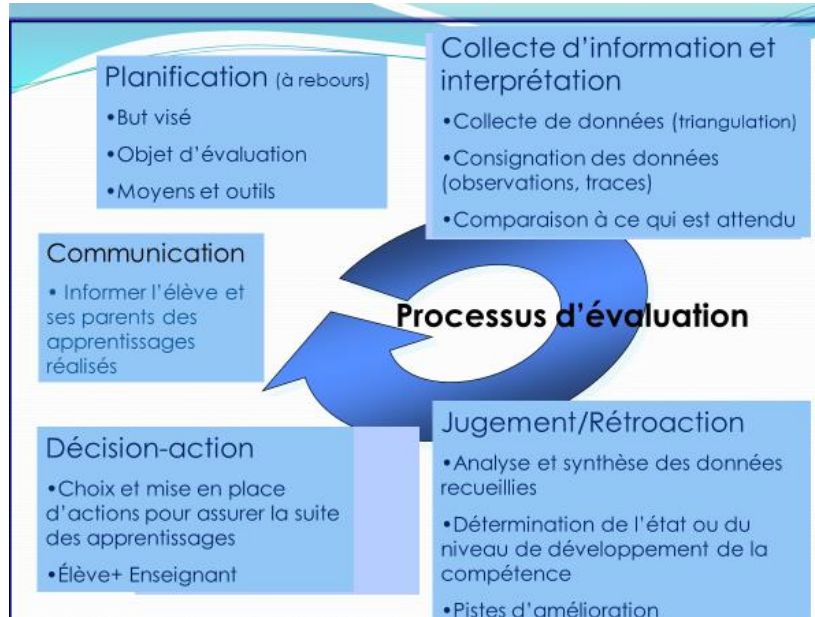 Planification (à rebours)
•But visé
•Objet d'évaluation
•Moyens et outils
Collecte d'information et
interprétation
•Collecte de données (triangulation)
•Consignation des données
(observations, traces)
•Comparaison à ce qui est attendu
Communication
• Informer l'élève et
ses parents des
apprentissages
réalisés
Processus d'évaluation
Décision-action
•Choix et mise en place
d'actions pour assurer la suite
des apprentissages
•Élève+ Enseignant
Jugement/Rétroaction
•Analyse et synthèse des données
recueillies
•Détermination de l'état ou du
niveau de développement de la
compétence
•Pistes d'amélioration